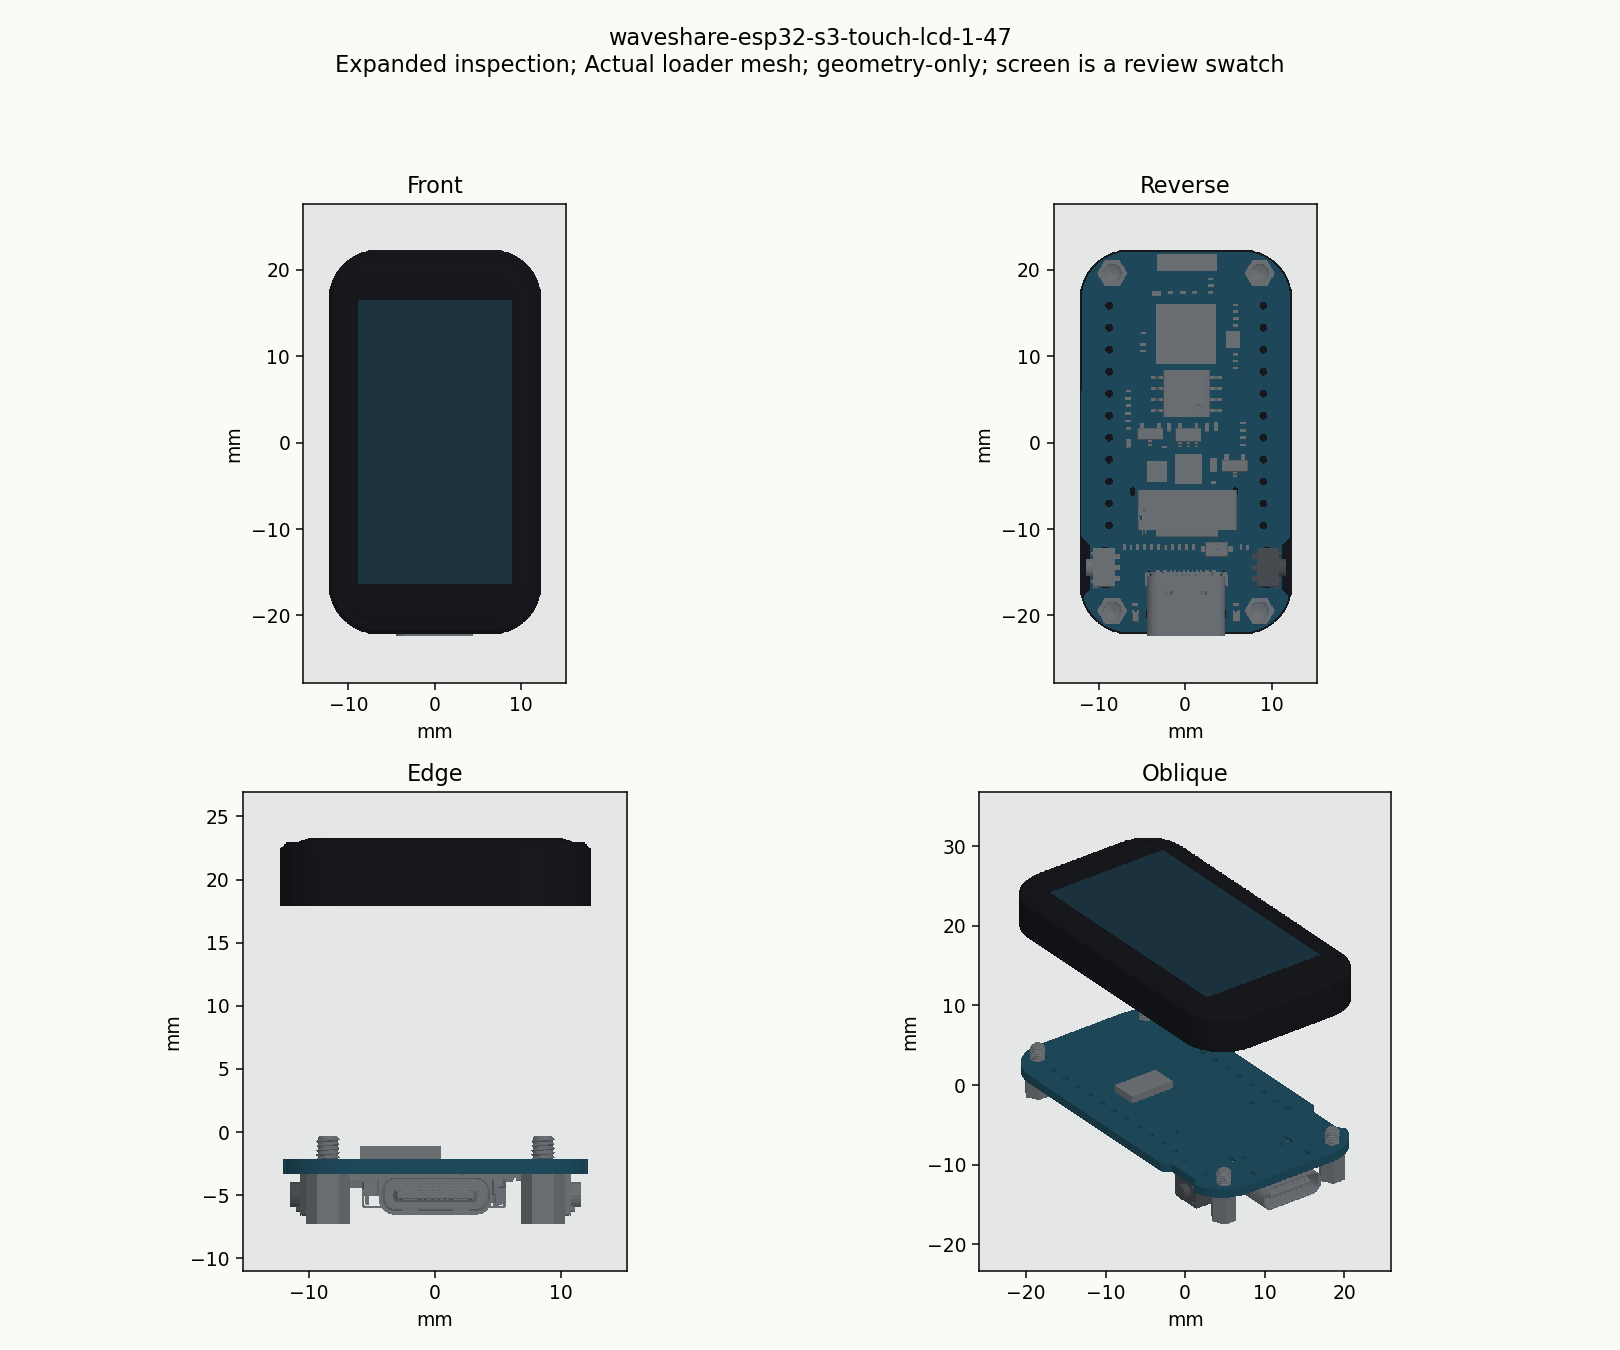 waveshare-esp32-s3-touch-lcd-1-47
Expanded inspection; Actual loader mesh; geometry-only; screen is a review swatch
Front
20
10
0
−10
−20
mm
−10 0 10
mm
Reverse
20
10
0
−10
−20
mm
−10 0 10
mm
Edge
25
20
15
10
5
0
−5
−10
mm
−10 0 10
mm
Oblique
30
20
10
0
−10
−20
mm
−20 −10 0 10 20
mm